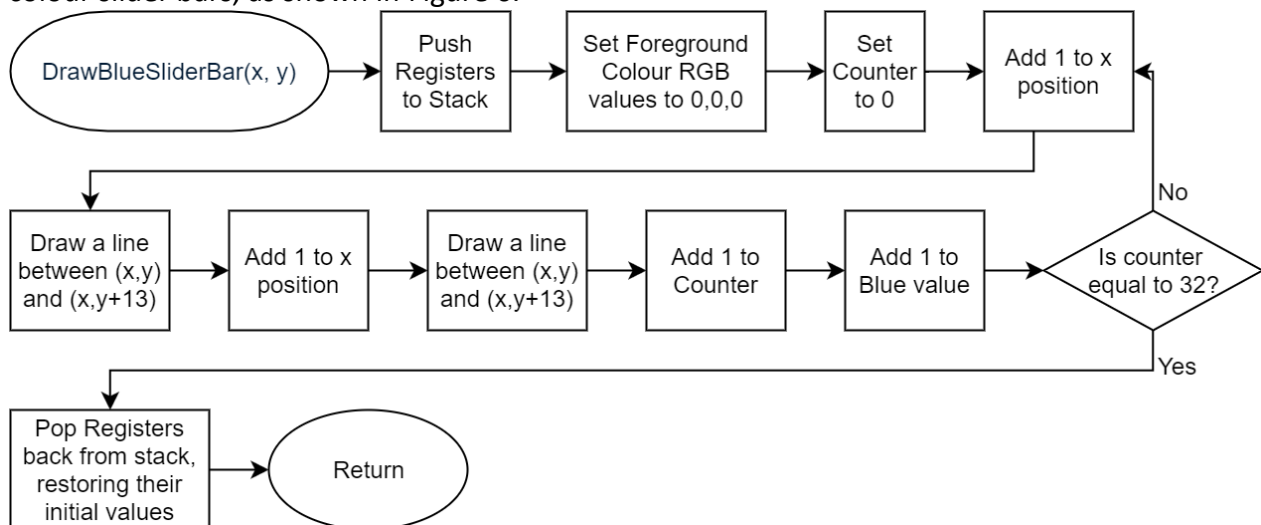 colour slider bars, as shown in Figure 6.
DrawBlueSliderBar(x, y)
Push
Registers
to Stack
Set Foreground
Colour RGB
values to 0,0,0
Set
Counter
to 0
Add 1 to x
position
Draw a line
between (x,y)
and (x,y+13)
Add 1 to x
position
Draw a line
between (x,y)
and (x,y+13)
Add 1 to
Counter
Add 1 to
Blue value
Is counter
equal to 32?
No
Yes
Pop Registers
back from stack,
restoring their
initial values
Return